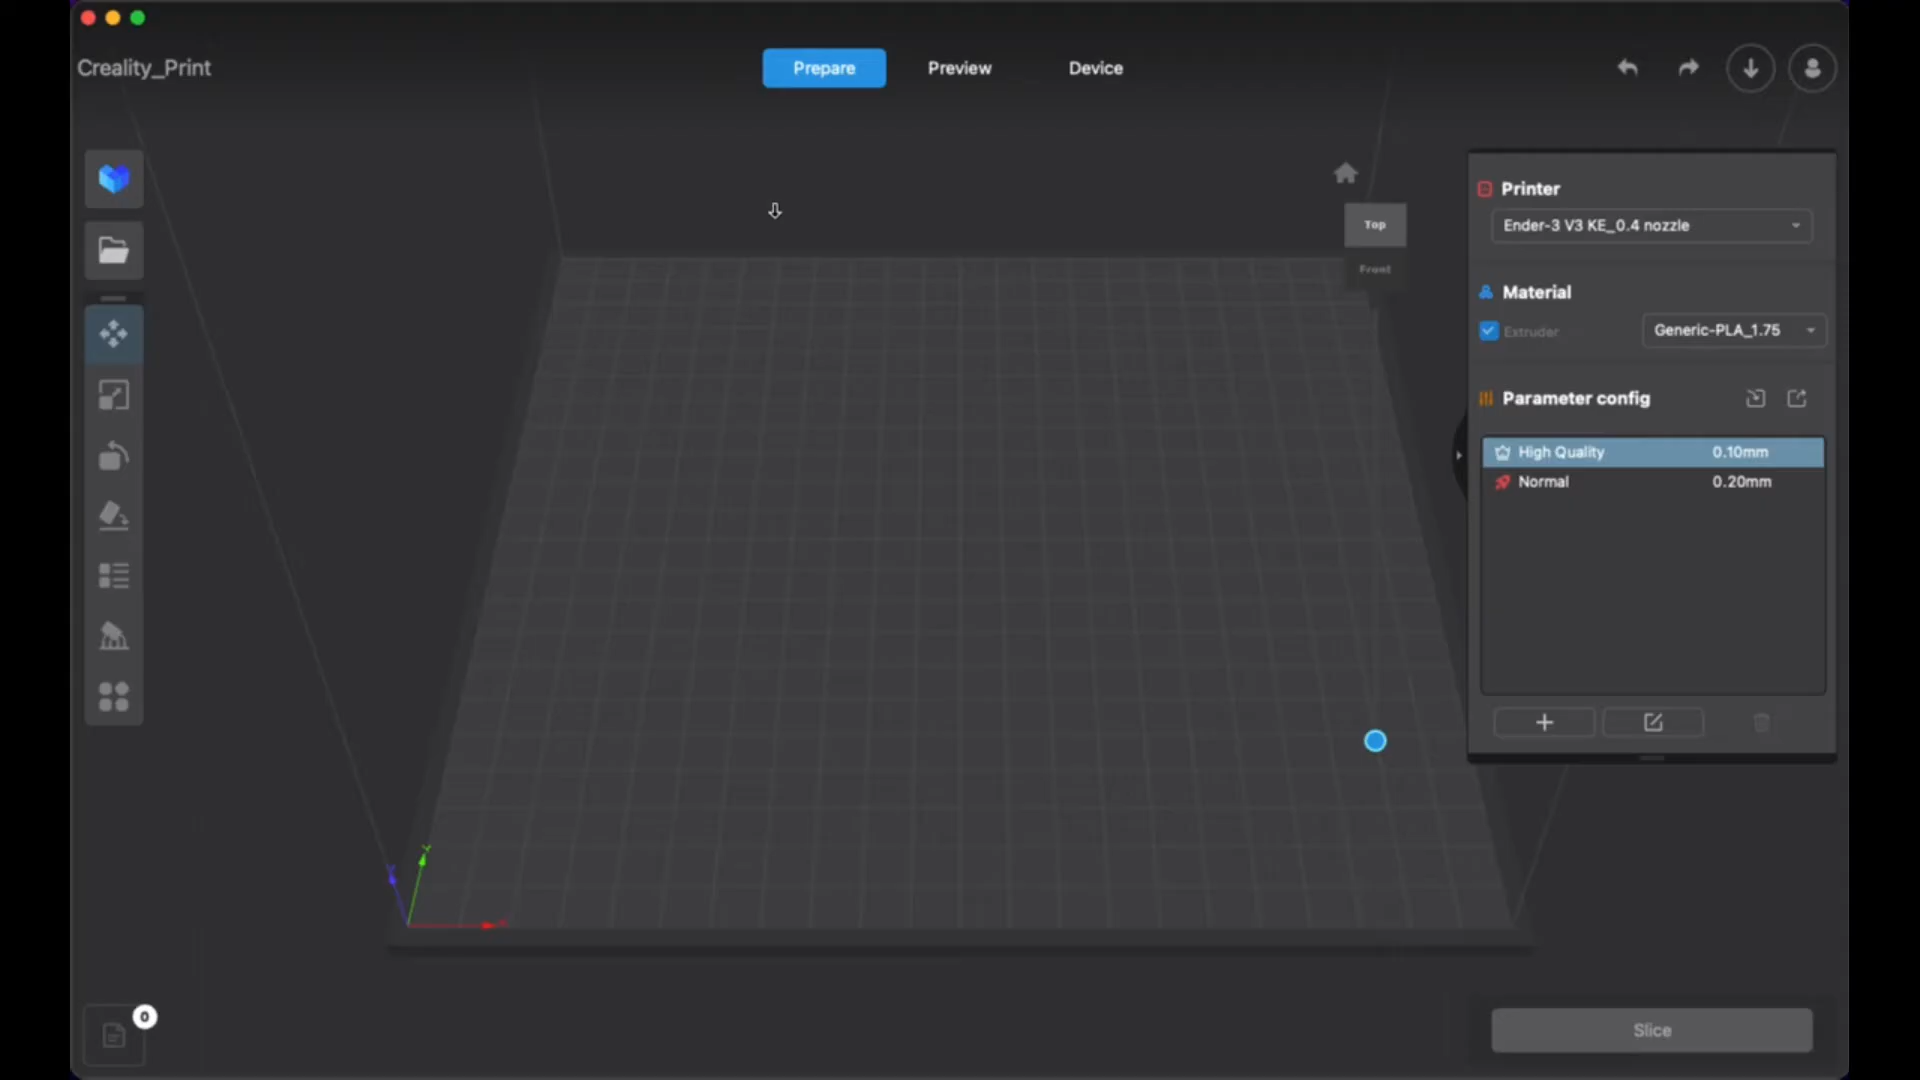 Creality_Print
Prepare
Preview
Device
Top
Front
Printer
Ender-3 V3 KE_0.4 nozzle
Material
Extruder
Generic-PLA_1.75
Parameter config
High Quality 0.10mm
Normal 0.20mm
0
Slice